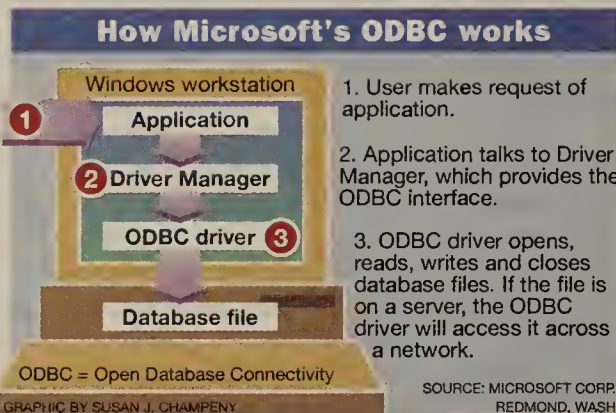 How Microsoft's ODBC works
Windows workstation
1
Application
2 Driver Manager
ODBC driver 3
Database file
ODBC = Open Database Connectivity
GRAPHIC BY SUSAN J. CHAMPENY
1. User makes request of
application.
2. Application talks to Driver
Manager, which provides the
ODBC interface.
3. ODBC driver opens,
reads, writes and closes
database files. If the file is
on a server, the ODBC
driver will access it across
a network.
SOURCE: MICROSOFT CORP.
REDMOND, WASH